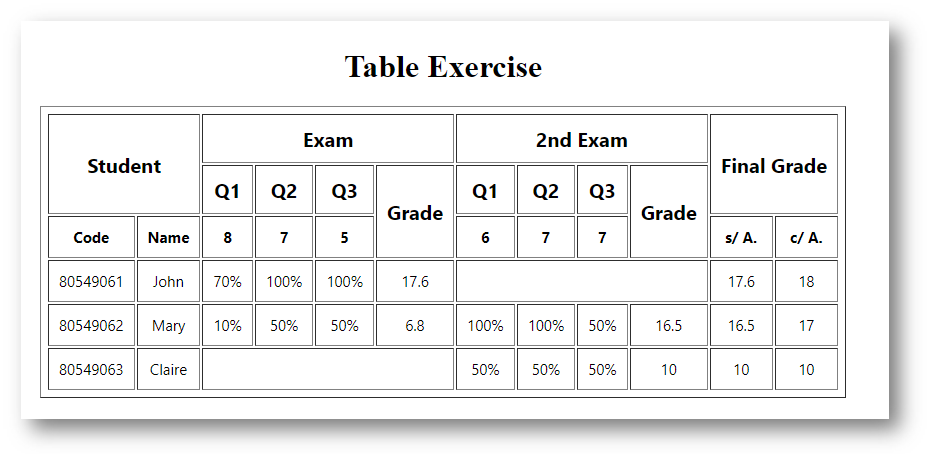 Table Exercise
Student Exam 2nd Exam Final Grade
Q1 Q2 Q3 Grade Q1 Q2 Q3 Grade
Code Name 8 7 5 6 7 7 s/ A. c/ A.
80549061 John 70% 100% 100% 17.6 17.6 18
80549062 Mary 10% 50% 50% 6.8 100% 100% 50% 16.5 16.5 17
80549063 Claire 50% 50% 50% 10 10 10